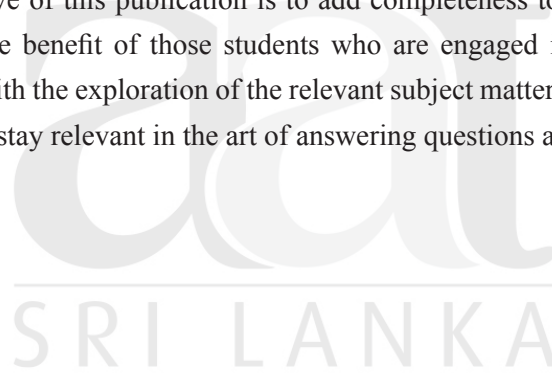 ve of this publication is to add completeness to
e benefit of those students who are engaged
ith the exploration of the relevant subject matter
stay relevant in the art of answering questions a
aat
SRI LANKA